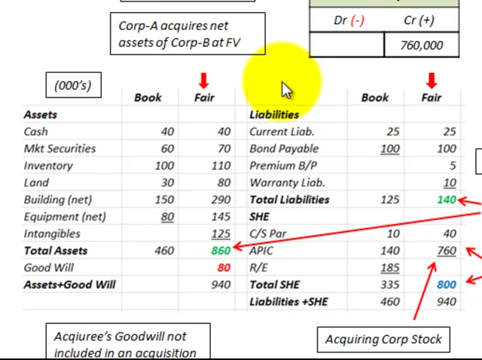 Corp-A acquires net
assets of Corp-B at FV
Dr (-) Cr (+)
760,000
(000's)
Book Fair Book Fair
Assets Liabilities
Cash 40 40 Current Liab. 25 25
Mkt Securities 60 70 Bond Payable 100 100
Inventory 100 110 Premium B/P 5
Land 30 80 Warranty Liab. 10
Building (net) 150 290 Total Liabilities 125 140
Equipment (net) 80 145 SHE
Intangibles 125 C/S Par 10 40
Total Assets 460 860 APIC 140 760
Good Will 80 R/E 185
Assets+Good Will 940 Total SHE 335 800
Liabilities +SHE 460 940
Acqiuree's Goodwill not
included in an acquisition
Acquiring Corp Stock